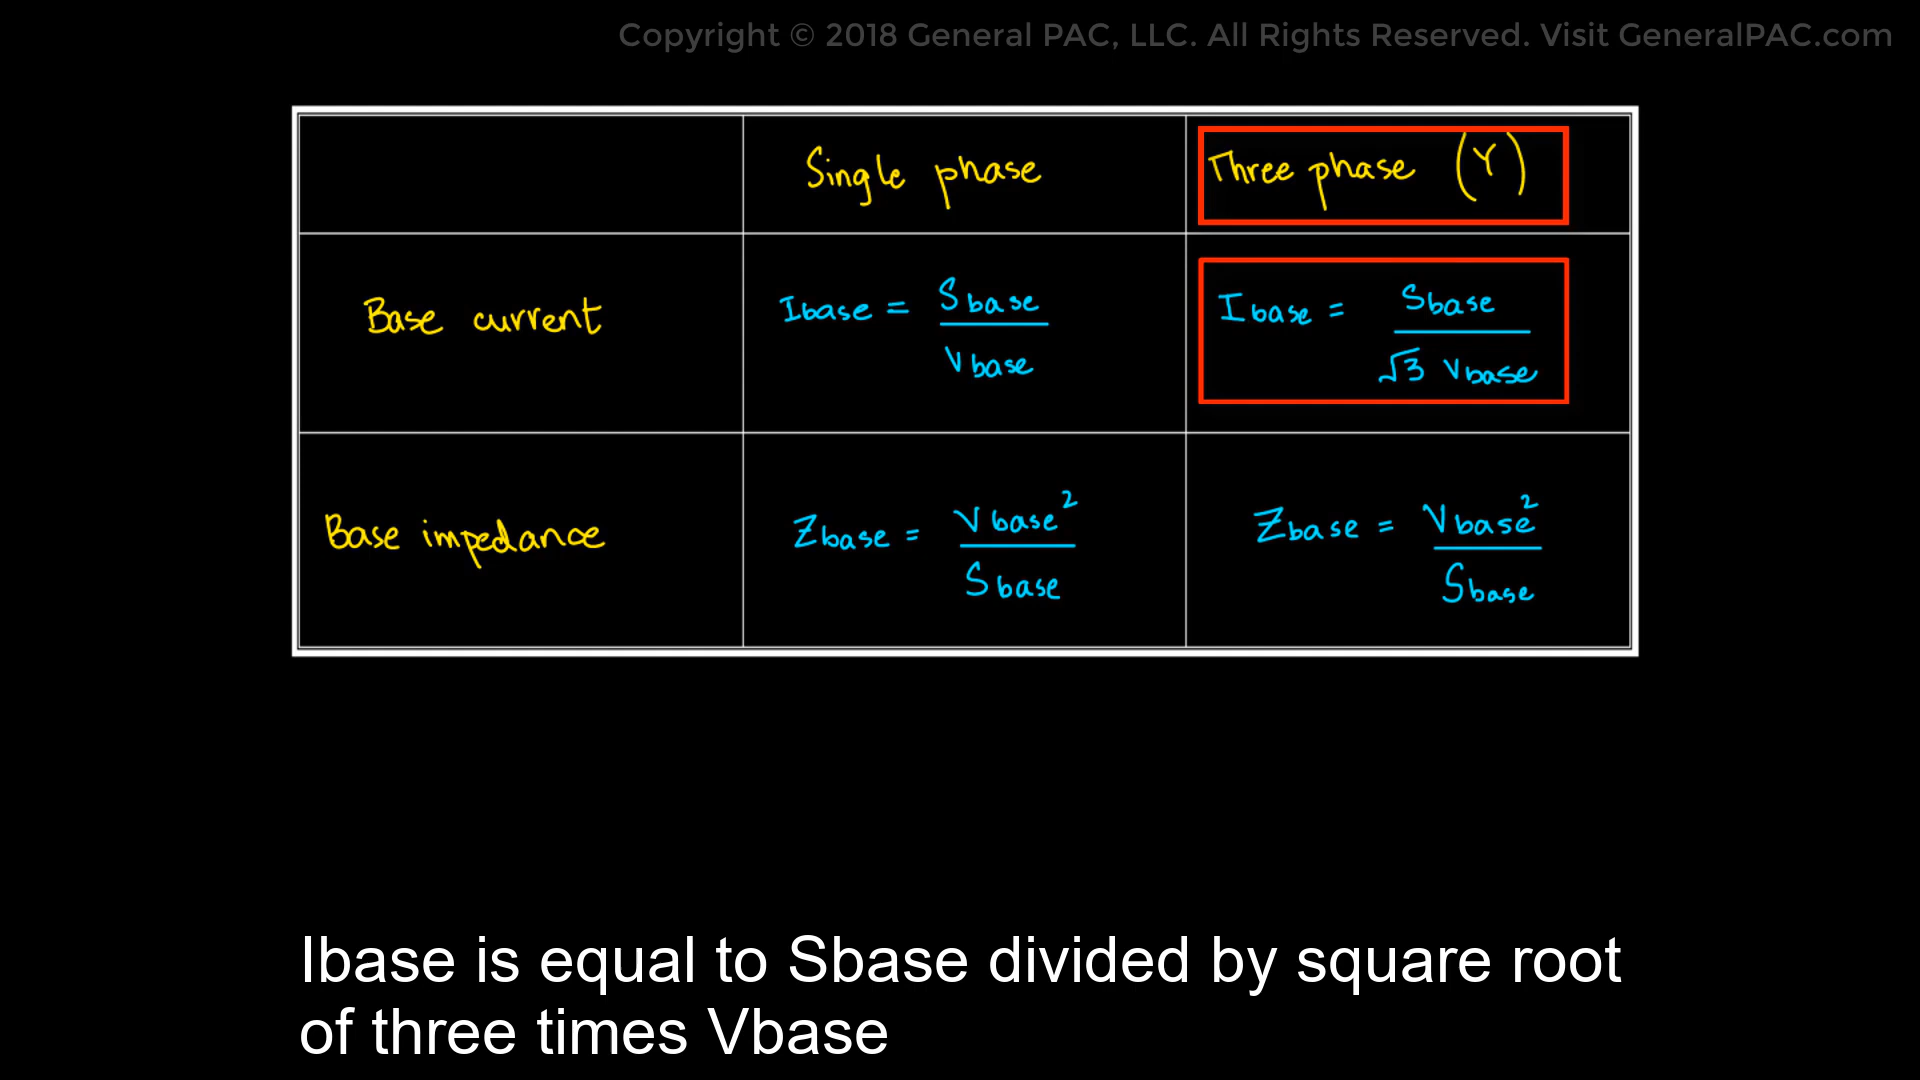 Copyright © 2018 General PAC, LLC. All Rights Reserved. Visit GeneralPAC.com
Single phase
Three phase (Y)
Base current
Ibase = Sbase / Vbase
Ibase = Sbase / √3 Vbase
Base impedance
Zbase = Vbase² / Sbase
Zbase = Vbase² / Sbase
Ibase is equal to Sbase divided by square root
of three times Vbase